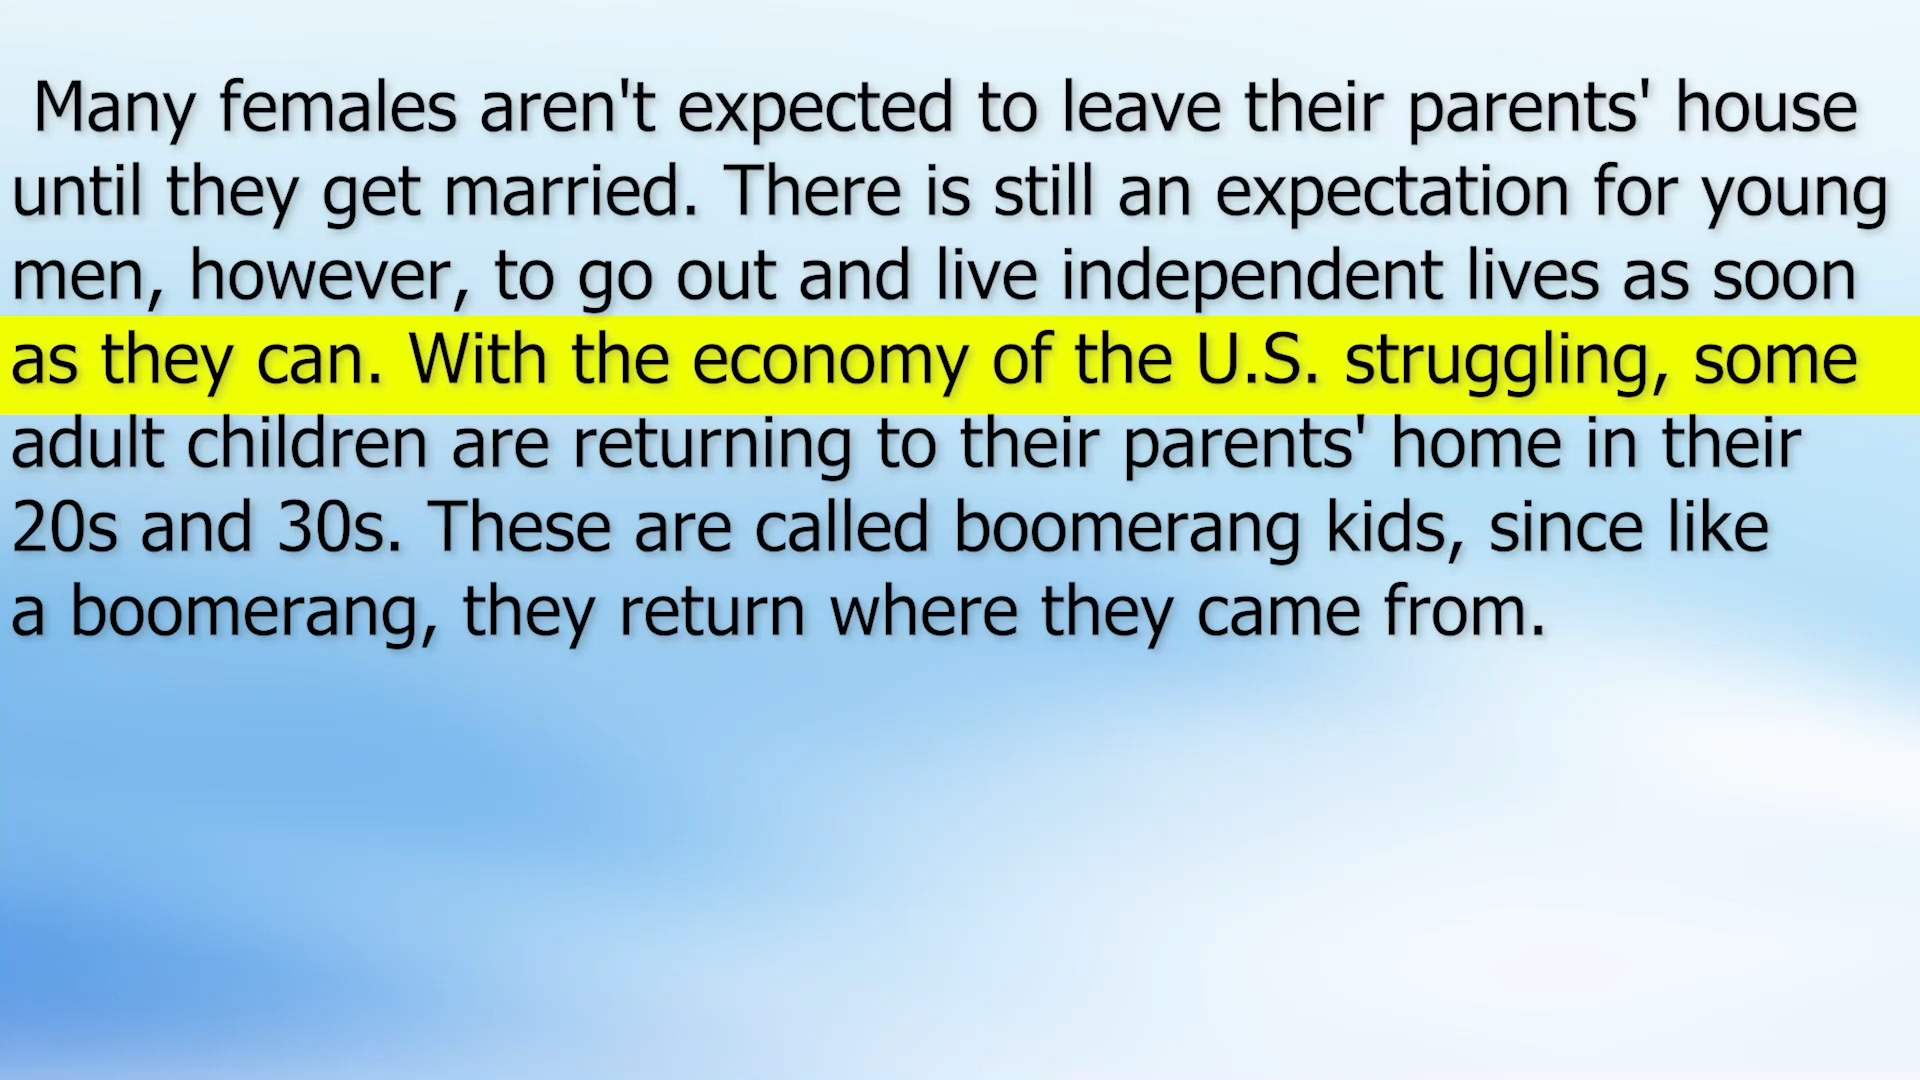 Many females aren't expected to leave their parents' house
until they get married. There is still an expectation for young
men, however, to go out and live independent lives as soon
as they can. With the economy of the U.S. struggling, some
adult children are returning to their parents' home in their
20s and 30s. These are called boomerang kids, since like
a boomerang, they return where they came from.